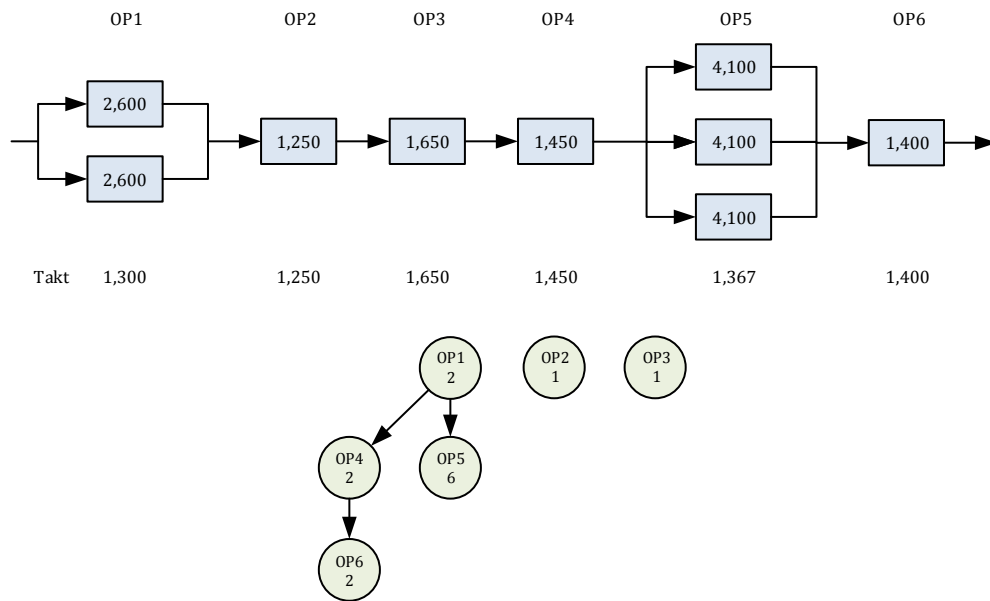 OP1 OP2 OP3 OP4 OP5 OP6
4,100
2,600
1,250 1,650 1,450 4,100 1,400
2,600
4,100
Takt 1,300 1,250 1,650 1,450 1,367 1,400
OP1 OP2 OP3
2 1 1
OP4 OP5
2 6
OP6
2